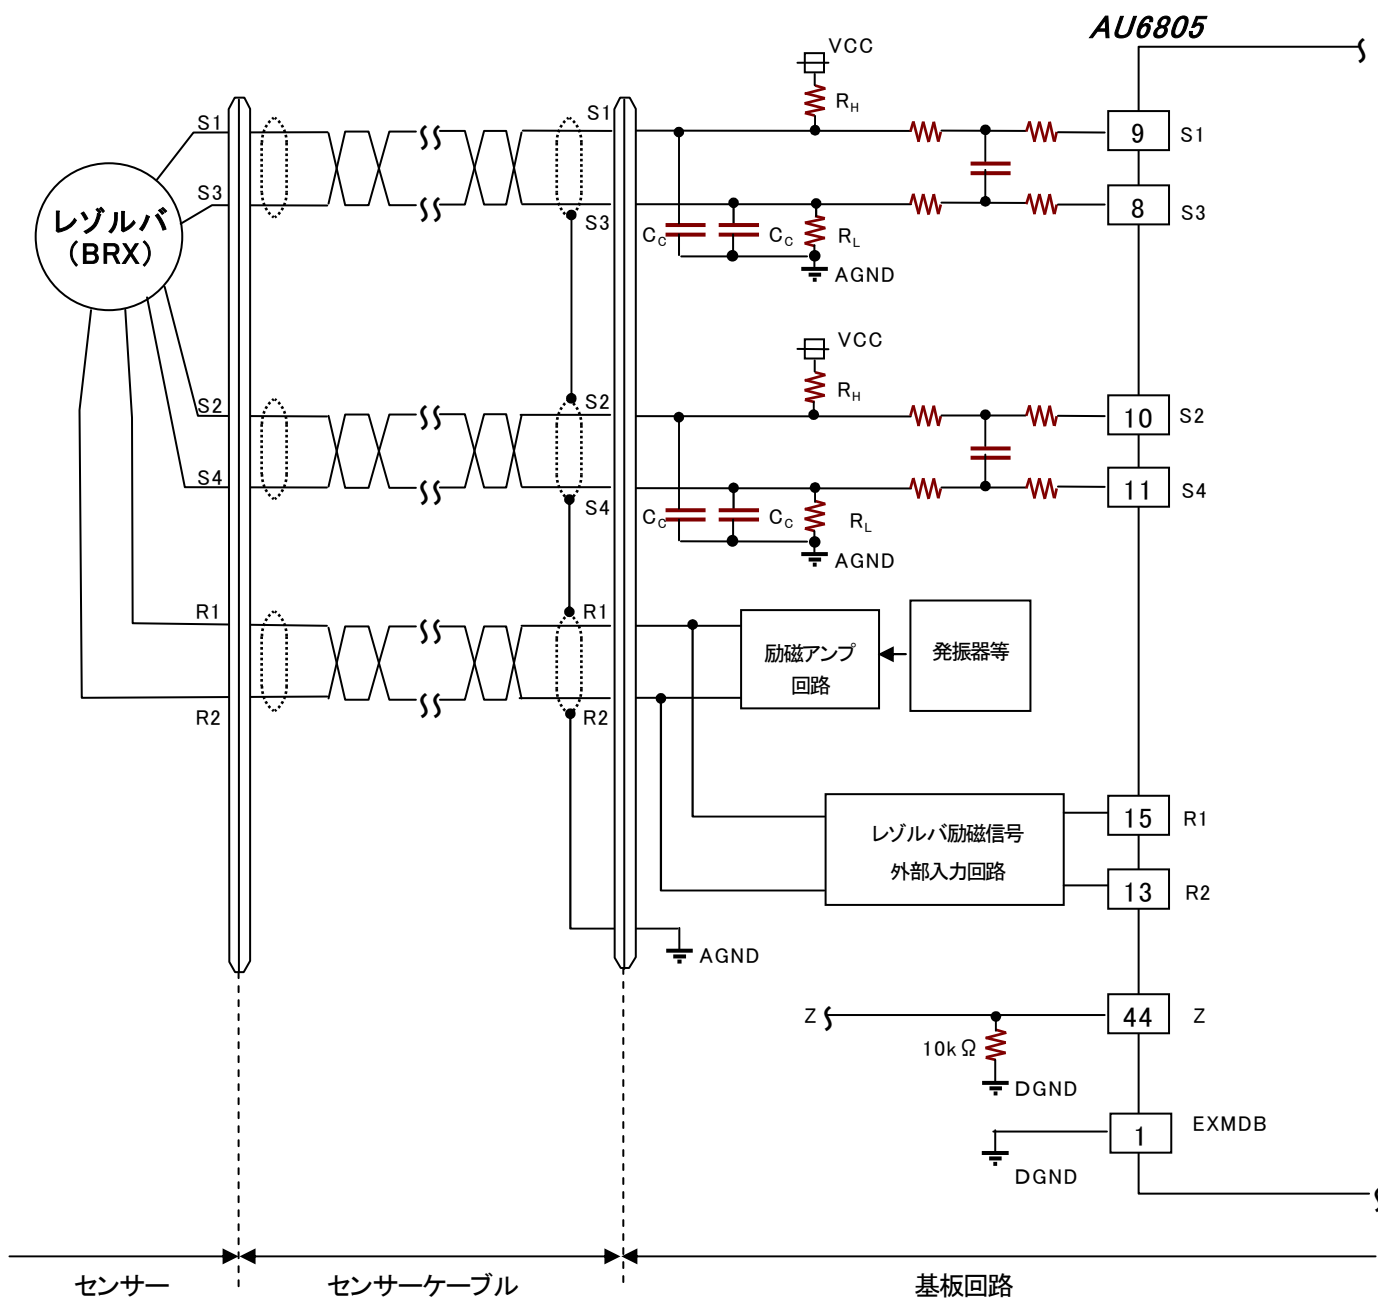 AU6805
VCC
RH
S1
S1
9
S1
S3
S3
8
S3
レゾルバ
(BRX)
CC
CC
RL
AGND
VCC
RH
S2
S2
10
S2
S4
S4
11
S4
CC
CC
RL
AGND
R1
R1
励磁アンプ
回路
発振器等
R2
R2
レゾルバ励磁信号
外部入力回路
15
R1
13
R2
AGND
Z
44
Z
10kΩ
DGND
1
EXMDB
DGND
センサー
センサーケーブル
基板回路